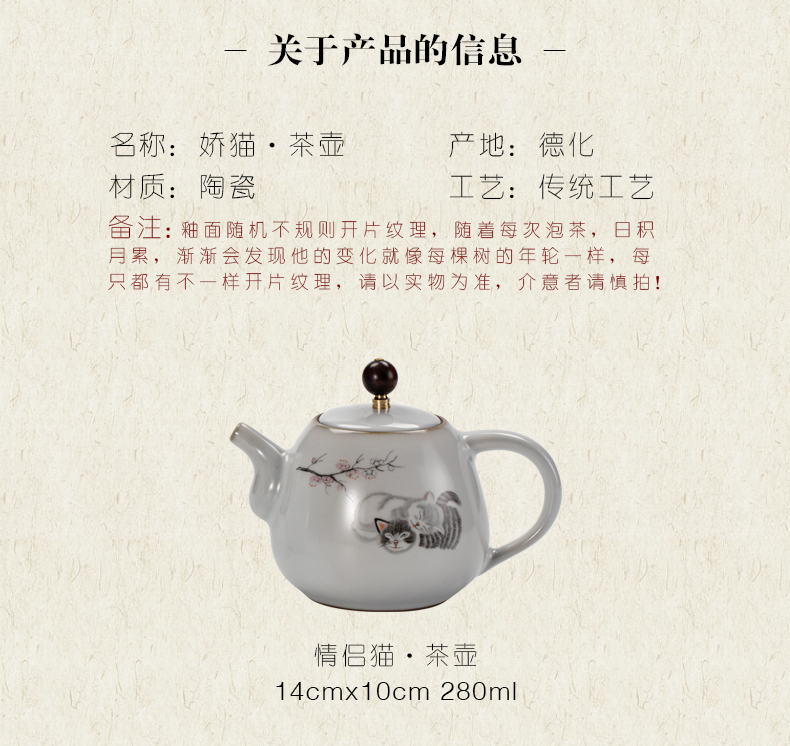 关于产品的信息
名称：娇猫·茶壶 产地：德化
材质：陶瓷 工艺：传统工艺
备注：釉面随机不规则开片纹理，随着每次泡茶，日积
月累，渐渐会发现他的变化就像每棵树的年轮一样，每
只都有不一样开片纹理，请以实物为准，介意者请慎拍！
情侣猫·茶壶
14cmx10cm 280ml